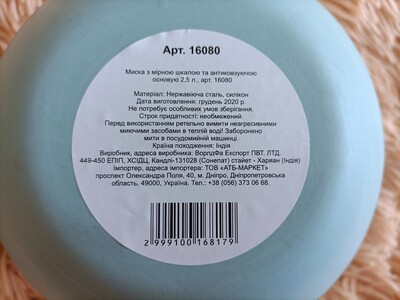 Арт. 16080
Миска з мірною шкалою та антиковзуючою
основую 2,5 л., арт. 16080
Матеріал: Нержавіюча сталь, силікон
Дата виготовлення: грудень 2020 р.
Не потребує особливих умов зберігання.
Строк придатності: необмежений.
Перед використанням ретельно вимити неагресивними
миючими засобами в теплій воді! Заборонено
мити в посудомийній машинці.
Країна походження: Індія
Виробник, адреса виробника: ВорлдФа Експорт ПВТ. ЛТД
449-450 ЕПІП, ХСІДЦ, Кандлі-131028 (Сонепат) стайет - Харяан (Індія)
Імпортер, адреса імпортера: ТОВ «АТБ-МАРКЕТ»
проспект Олександра Поля, 40, м. Дніпро, Дніпропетровська
область, 49000, Україна. Тел.: +38 (056) 373 06 68.
2 999100 168179